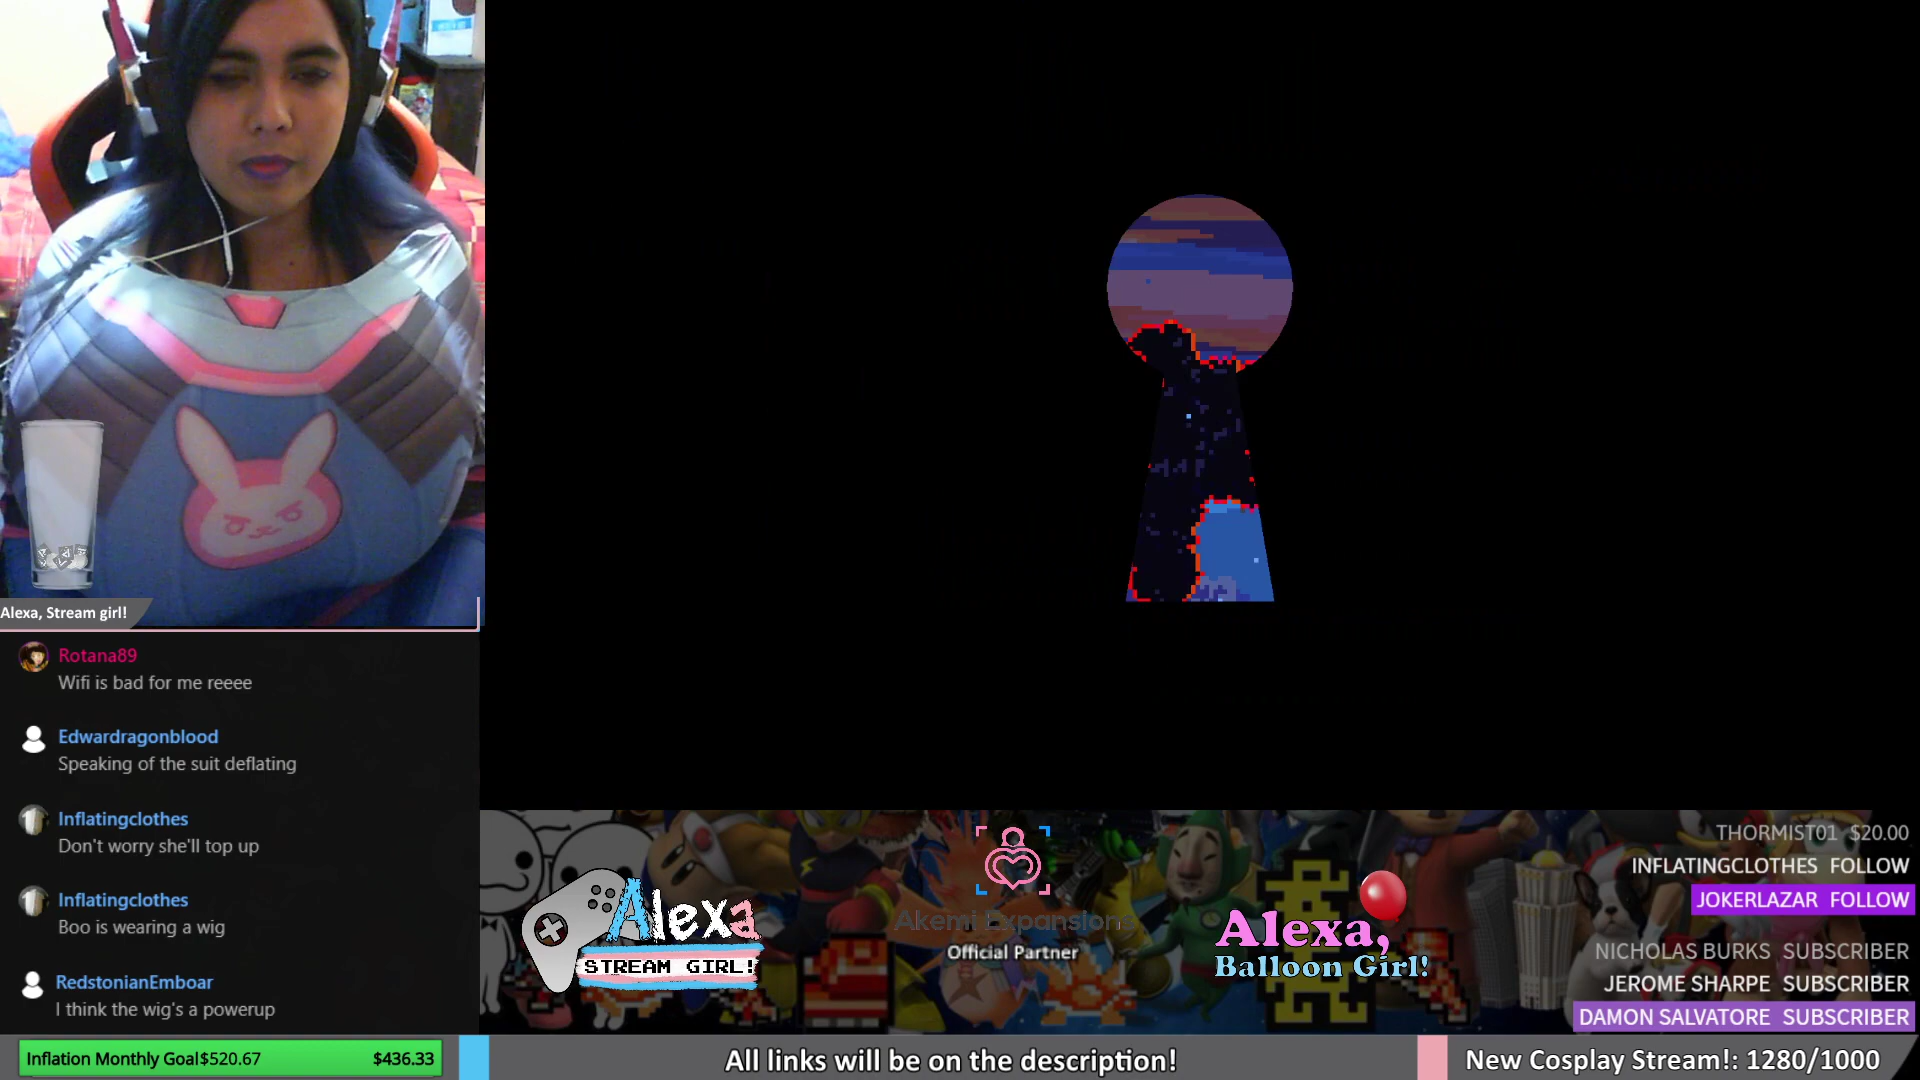 Alexa, Stream girl!
Rotana89
Wifi is bad for me reeee
Edwardragonblood
Speaking of the suit deflating
Inflatingclothes
Don't worry she'll top up
Inflatingclothes
Boo is wearing a wig
RedstonianEmboar
I think the wig's a powerup
Inflation Monthly Goal $520.67 $436.33
Alexa
STREAM GIRL!
Akemi Expansions
Official Partner
Alexa,
Balloon Girl!
THORMIST01 $20.00
INFLATINGCLOTHES FOLLOW
JOKERLAZAR FOLLOW
NICHOLAS BURKS SUBSCRIBER
JEROME SHARPE SUBSCRIBER
DAMON SALVATORE SUBSCRIBER
All links will be on the description!
New Cosplay Stream!: 1280/1000